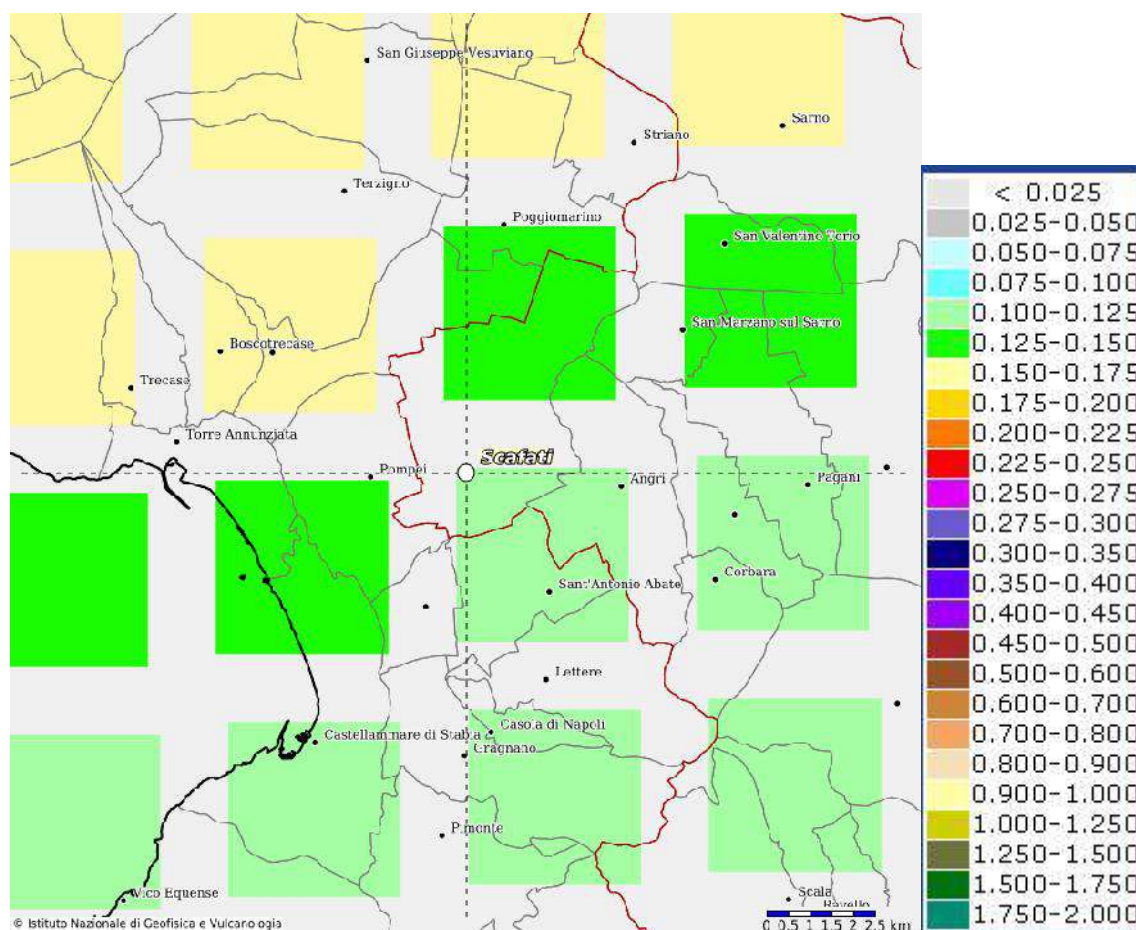 San Giuseppe Vesuviano
Sarno
Striano
Terzigno
Poggiomarino
San Valentino Torio
San Marzano sul Sarno
Boscotrecase
Trecase
Torre Annunziata
Scafati
Pompei
Angri
Pagani
Corbara
Sant'Antonio Abate
Lettere
Casola di Napoli
Castellammare di Stabia
Gragnano
Pimonte
Vico Equense
Scala
Ravello
© Istituto Nazionale di Geofisica e Vulcanologia
0 0.5 1 1.5 2 2.5 km
< 0.025
0.025-0.050
0.050-0.075
0.075-0.100
0.100-0.125
0.125-0.150
0.150-0.175
0.175-0.200
0.200-0.225
0.225-0.250
0.250-0.275
0.275-0.300
0.300-0.350
0.350-0.400
0.400-0.450
0.450-0.500
0.500-0.600
0.600-0.700
0.700-0.800
0.800-0.900
0.900-1.000
1.000-1.250
1.250-1.500
1.500-1.750
1.750-2.000